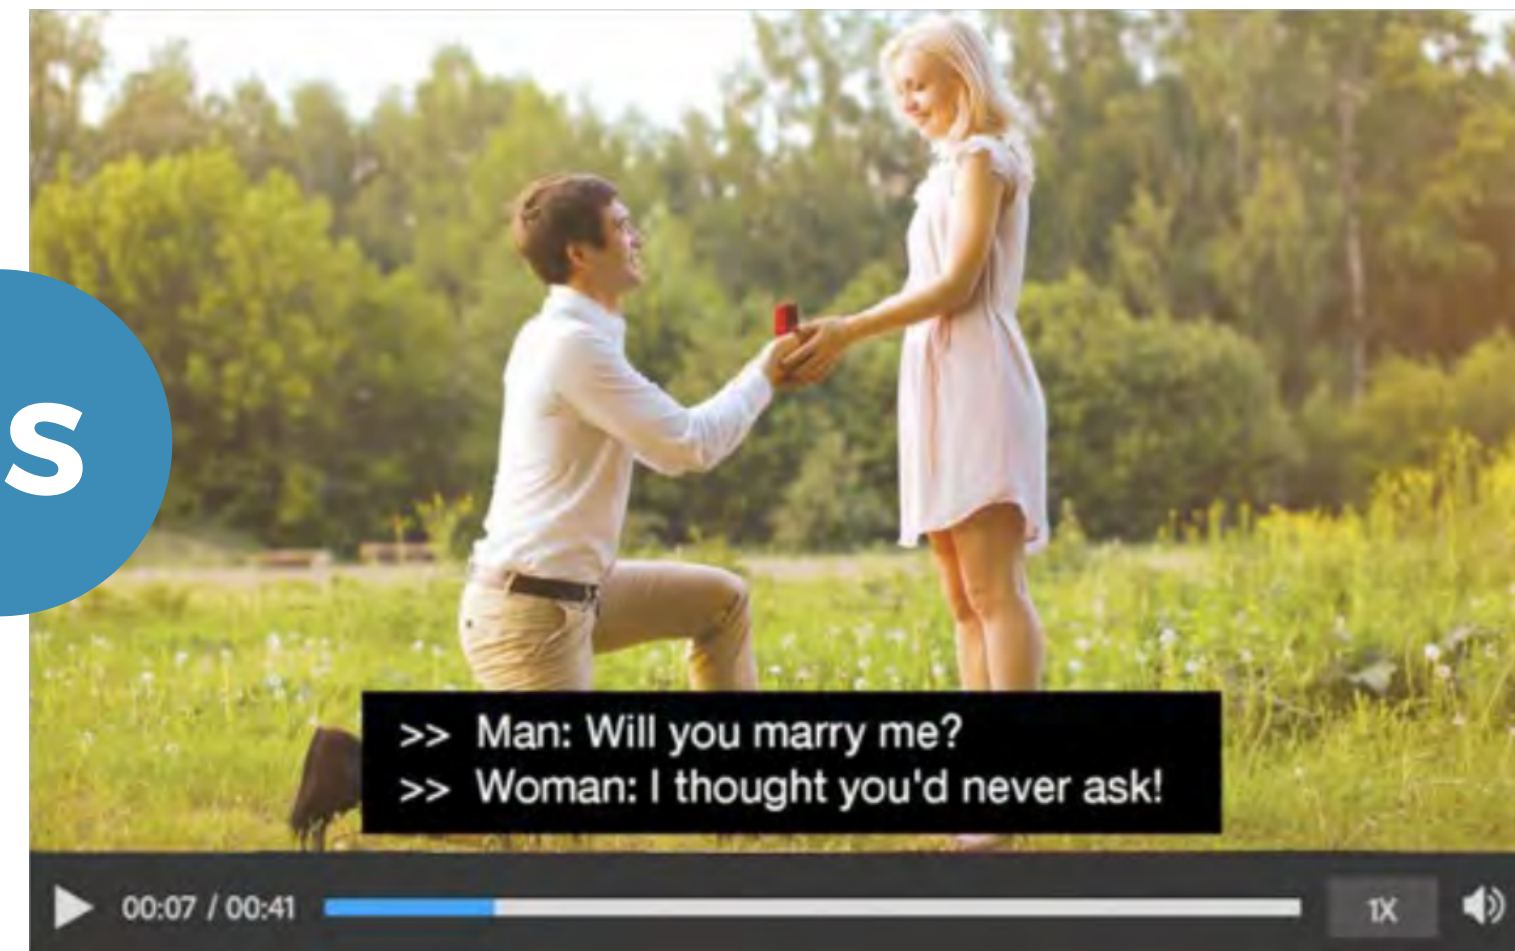 s
>> Man: Will you marry me?
>> Woman: I thought you'd never ask!
00:07 / 00:41
1X